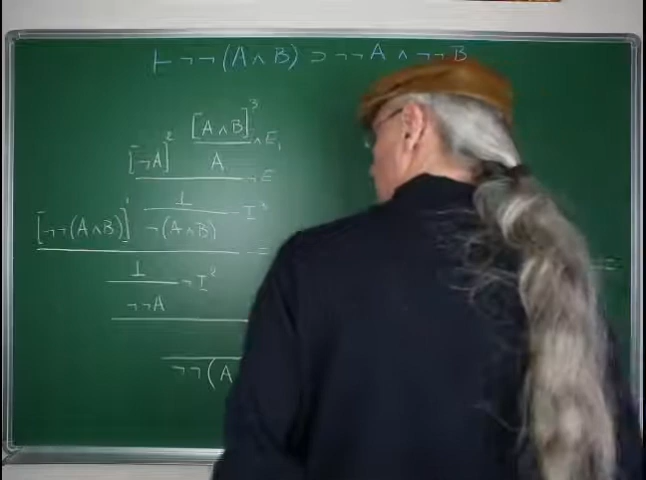 ⊢ ¬¬(A∧B) ⊃ ¬¬A ∧ ¬¬B
[A∧B]³
[¬A]² A ∧E₁
⊥ ¬E
[¬¬(A∧B)]¹ ¬(A∧B) ¬I³
⊥
¬¬A ¬I²
¬¬(A